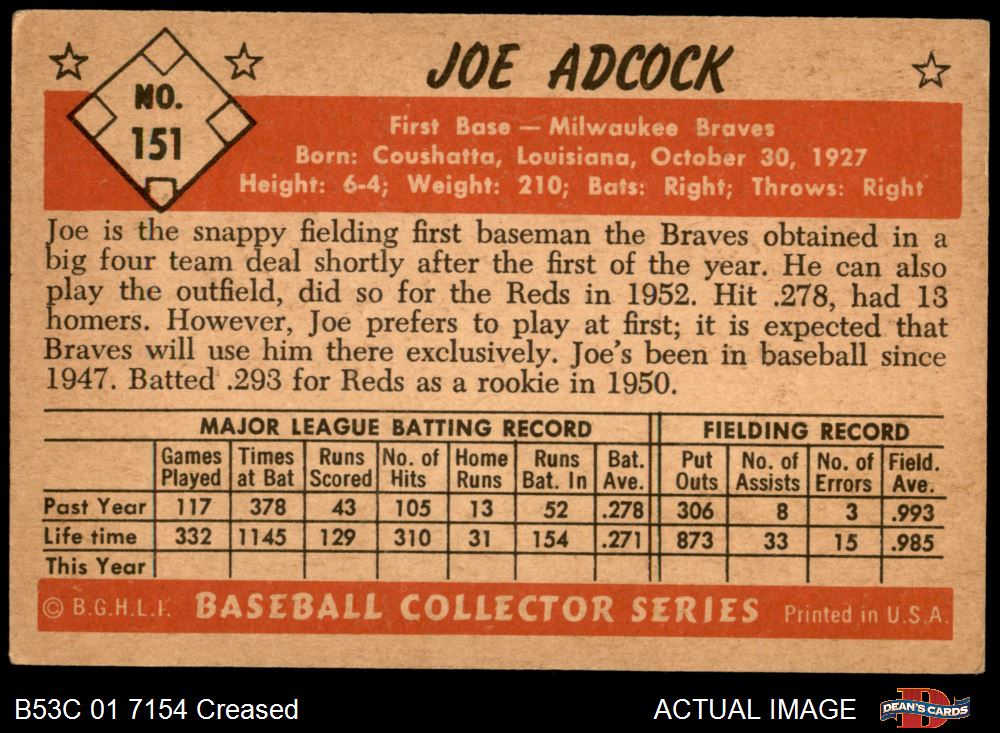 JOE ADCOCK
NO.
151
First Base — Milwaukee Braves
Born: Coushatta, Louisiana, October 30, 1927
Height: 6-4; Weight: 210; Bats: Right; Throws: Right
Joe is the snappy fielding first baseman the Braves obtained in a
big four team deal shortly after the first of the year. He can also
play the outfield, did so for the Reds in 1952. Hit .278, had 13
homers. However, Joe prefers to play at first; it is expected that
Braves will use him there exclusively. Joe's been in baseball since
1947. Batted .293 for Reds as a rookie in 1950.
MAJOR LEAGUE BATTING RECORD FIELDING RECORD
Games Times Runs No. of Home Runs Bat. Put No. of No. of Field.
Played at Bat Scored Hits Runs Bat. In Ave. Outs Assists Errors Ave.
Past Year 117 378 43 105 13 52 .278 306 8 3 .993
Life time 332 1145 129 310 31 154 .271 873 33 15 .985
This Year
© B.G.H.L.I. BASEBALL COLLECTOR SERIES Printed in U.S.A.
B53C 01 7154 Creased ACTUAL IMAGE DEAN'S CARDS